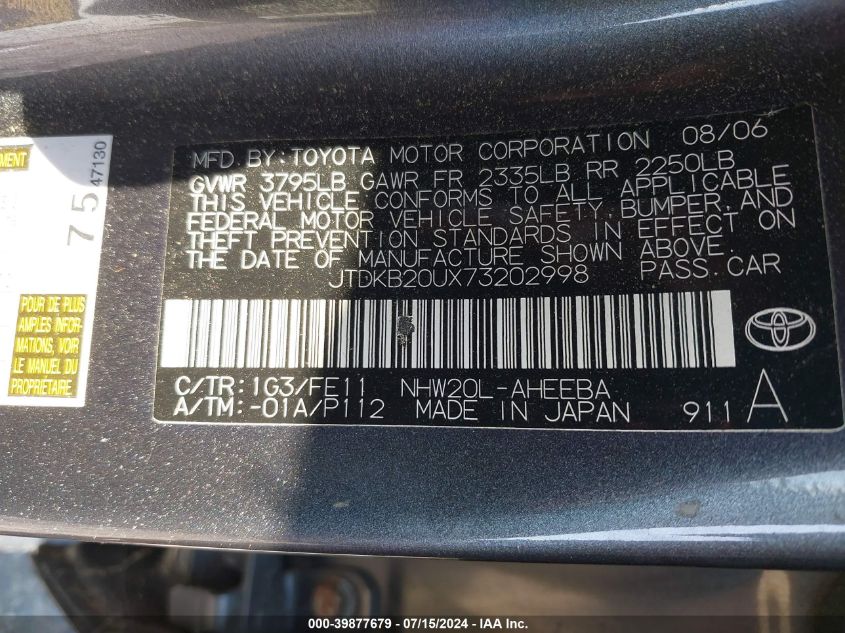 MFD. BY: TOYOTA MOTOR CORPORATION 08/06
GVWR 3795LB GAWR FR 2335LB RR 2250LB
THIS VEHICLE CONFORMS TO ALL APPLICABLE
FEDERAL MOTOR VEHICLE SAFETY, BUMPER, AND
THEFT PREVENTION STANDARDS IN EFFECT ON
THE DATE OF MANUFACTURE SHOWN ABOVE.
JTDKB20UX73202998 PASS. CAR
C/TR: 1G3/FE11 NHW20L-AHEEBA
A/TM: -01A/P112 MADE IN JAPAN 911 A
75
47130
POUR DE PLUS
AMPLES INFOR-
MATIONS, VOIR
LE MANUEL DU
PROPRIÉTAIRE
000-39877679 / 07/15/2024 - IAA Inc.